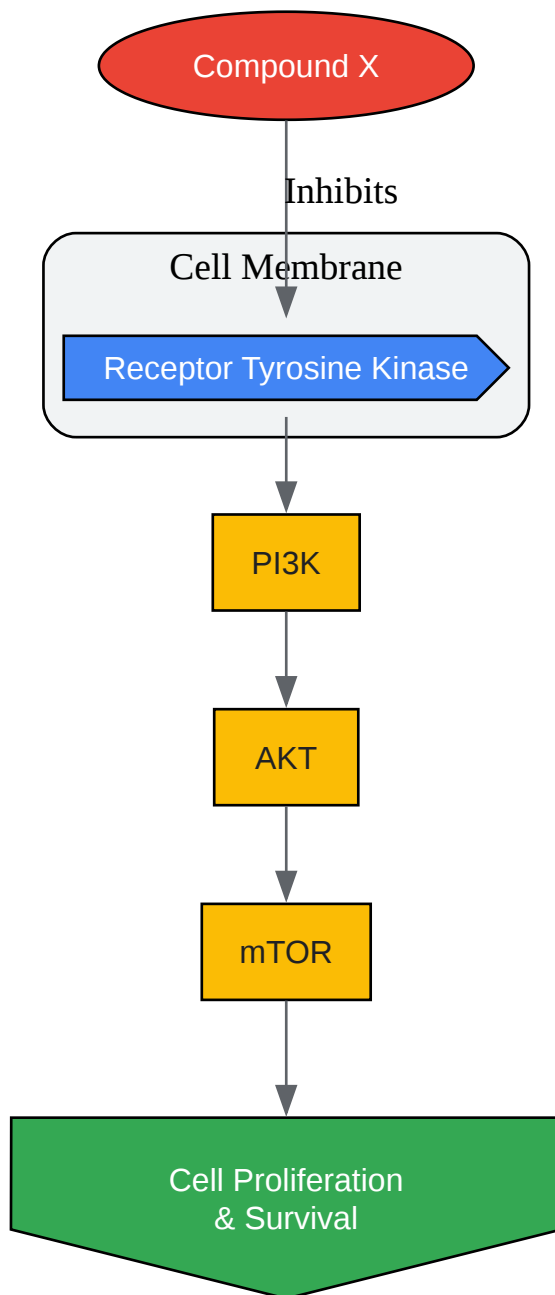 Compound X
Inhibits
Cell Membrane
Receptor Tyrosine Kinase
PI3K
AKT
mTOR
Cell Proliferation
& Survival